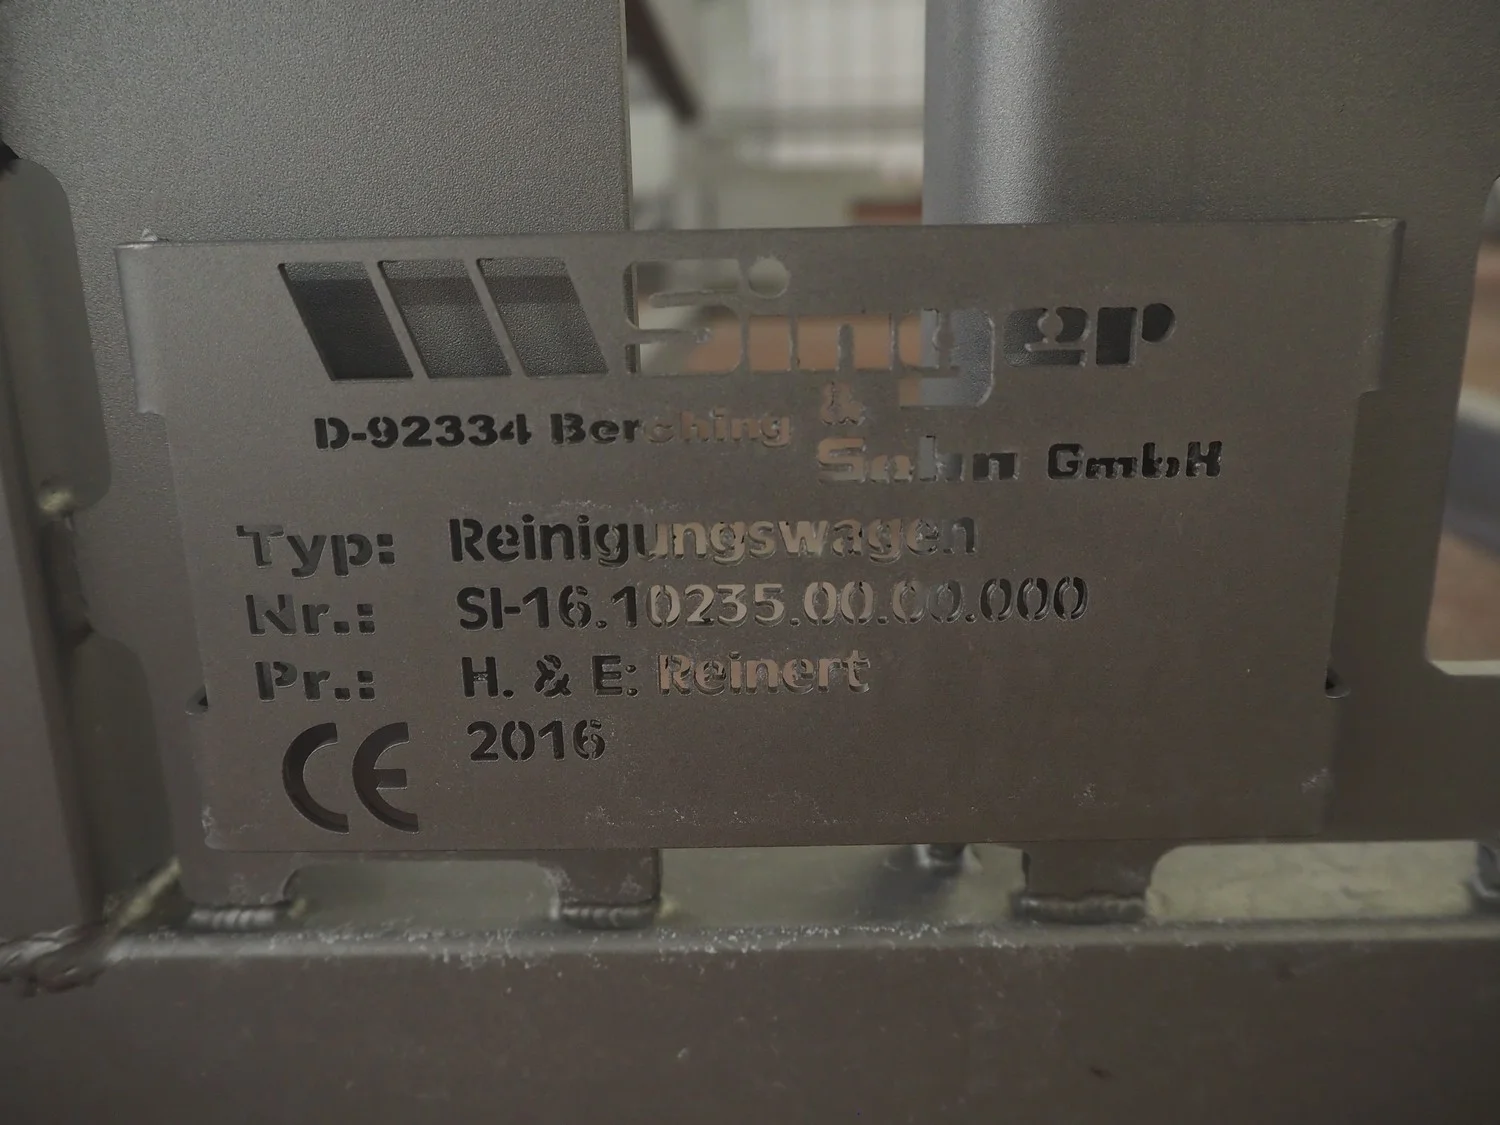 Singer
& 
D-92334 Berching
Sohn GmbH
Typ: Reinigungswagen
Nr.: SI-16.10235.00.00.000
Pr.: H. & E. Reinert
CE 2016